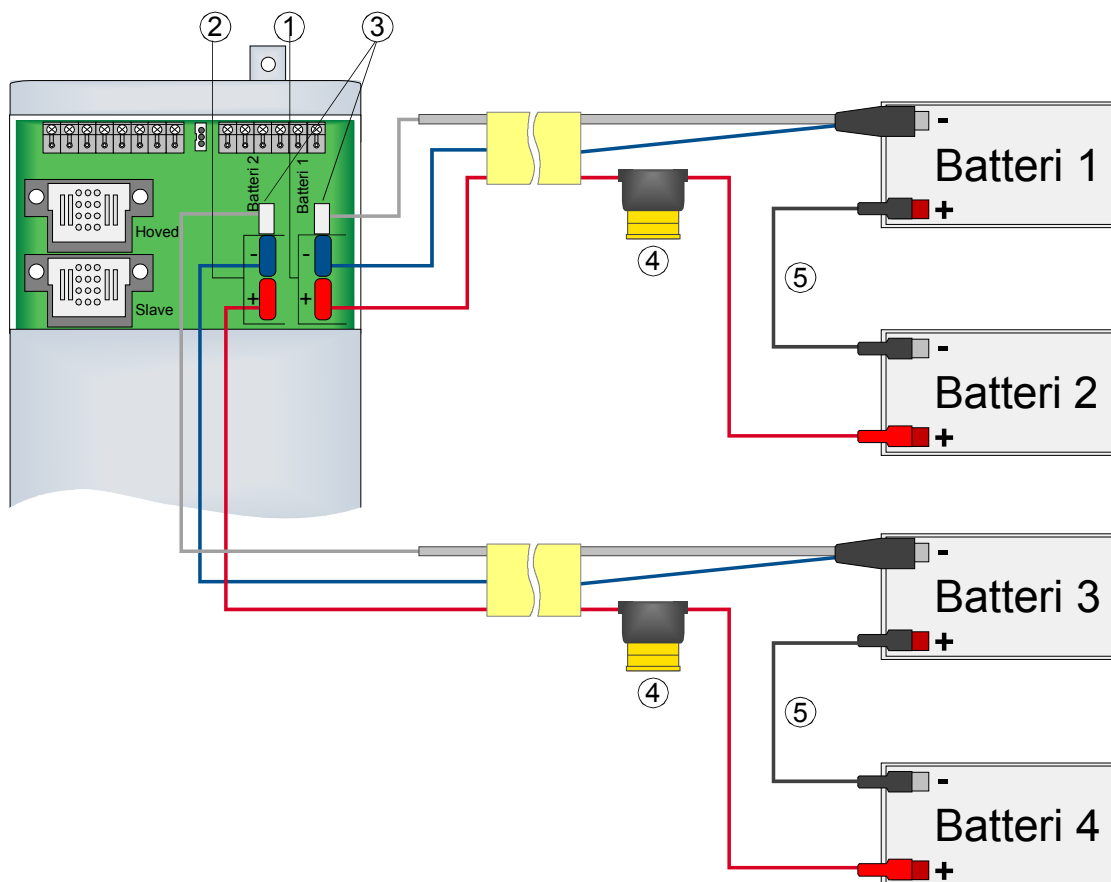 ② ① ③
Batteri 2
Batteri 1
Hoved
Slave
-
+
-
+
④
⑤
-
Batteri 1
+
-
Batteri 2
+
④
⑤
-
Batteri 3
+
-
Batteri 4
+